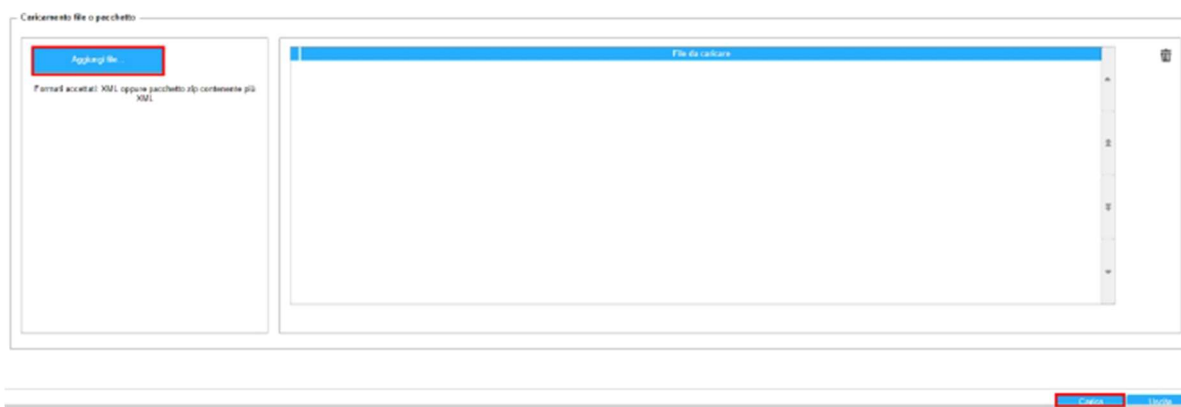 Caricamento file o pacchetto
Aggiungi file...
File da caricare
Formati accettati: XML oppure pacchetto zip contenente più
XML
Carica
Uscita